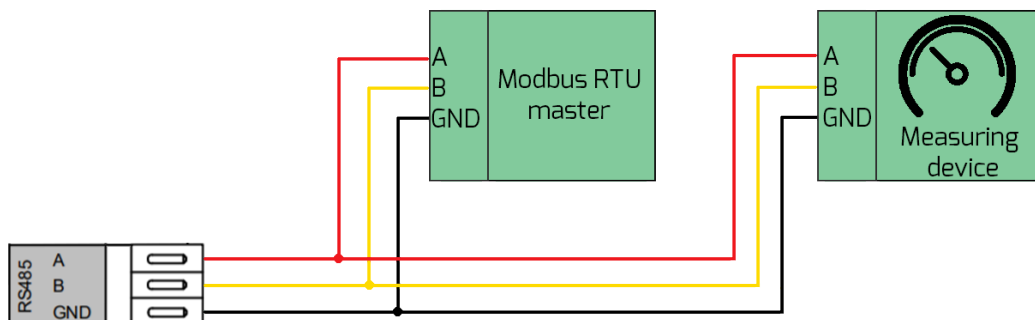 A
B
GND
Modbus RTU
master
A
B
GND
Measuring
device
RS485
A
B
GND